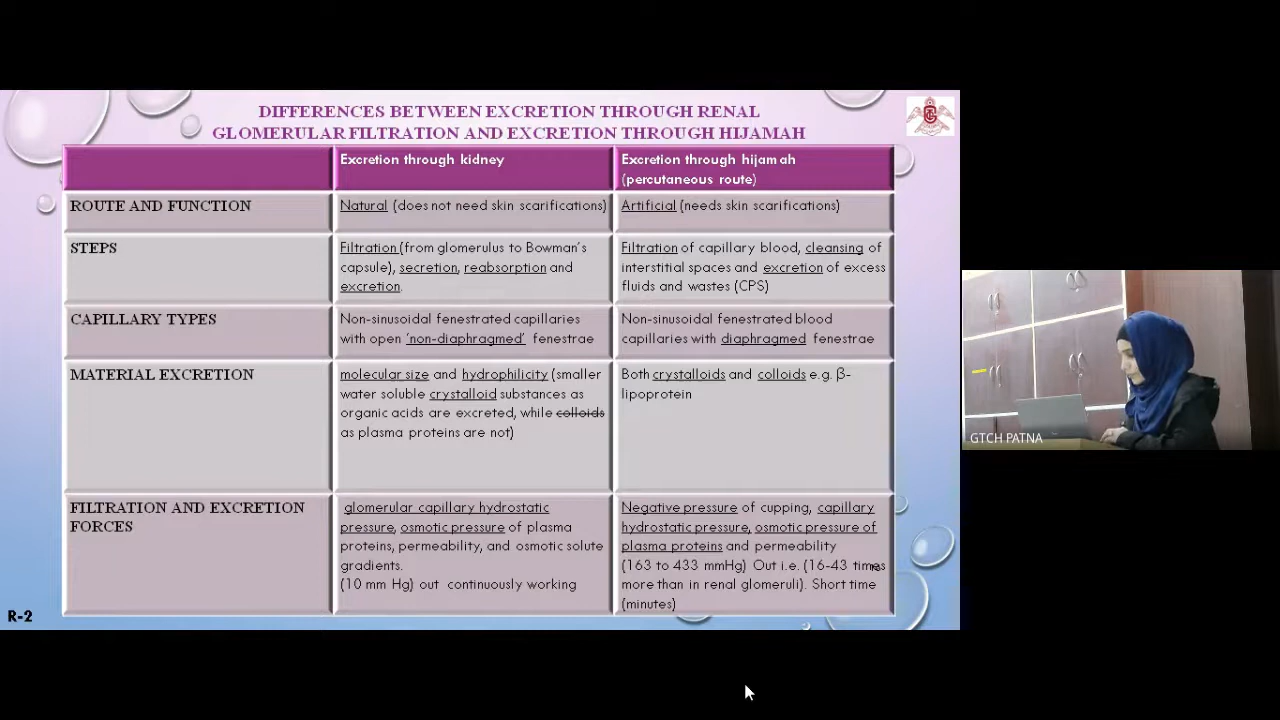 DIFFERENCES BETWEEN EXCRETION THROUGH RENAL
GLOMERULAR FILTRATION AND EXCRETION THROUGH HIJAMAH
Excretion through kidney
Excretion through hijamah
(percutaneous route)
ROUTE AND FUNCTION
Natural (does not need skin scarifications)
Artificial (needs skin scarifications)
STEPS
Filtration (from glomerulus to Bowman's
capsule), secretion, reabsorption and
excretion.
Filtration of capillary blood, cleansing of
interstitial spaces and excretion of excess
fluids and wastes (CPS)
CAPILLARY TYPES
Non-sinusoidal fenestrated capillaries
with open 'non-diaphragmed' fenestrae
Non-sinusoidal fenestrated blood
capillaries with diaphragmed fenestrae
MATERIAL EXCRETION
molecular size and hydrophilicity (smaller
water soluble crystalloid substances as
organic acids are excreted, while colloids
as plasma proteins are not)
Both crystalloids and colloids e.g. β-
lipoprotein
FILTRATION AND EXCRETION
FORCES
glomerular capillary hydrostatic
pressure, osmotic pressure of plasma
proteins, permeability, and osmotic solute
gradients.
(10 mm Hg) out continuously working
Negative pressure of cupping, capillary
hydrostatic pressure, osmotic pressure of
plasma proteins and permeability
(163 to 433 mmHg) Out i.e. (16-43 times
more than in renal glomeruli). Short time
(minutes)
R-2
GTCH PATNA